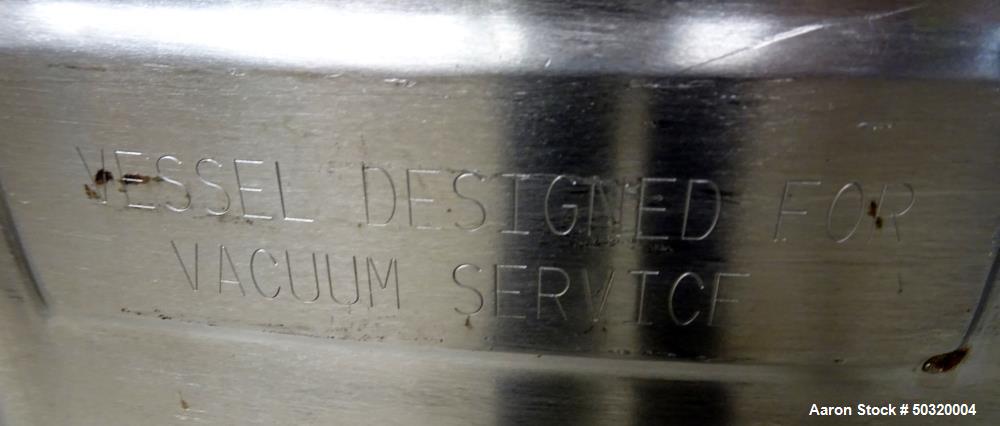 VESSEL DESIGNED FOR
VACUUM SERVICE
Aaron Stock # 50320004